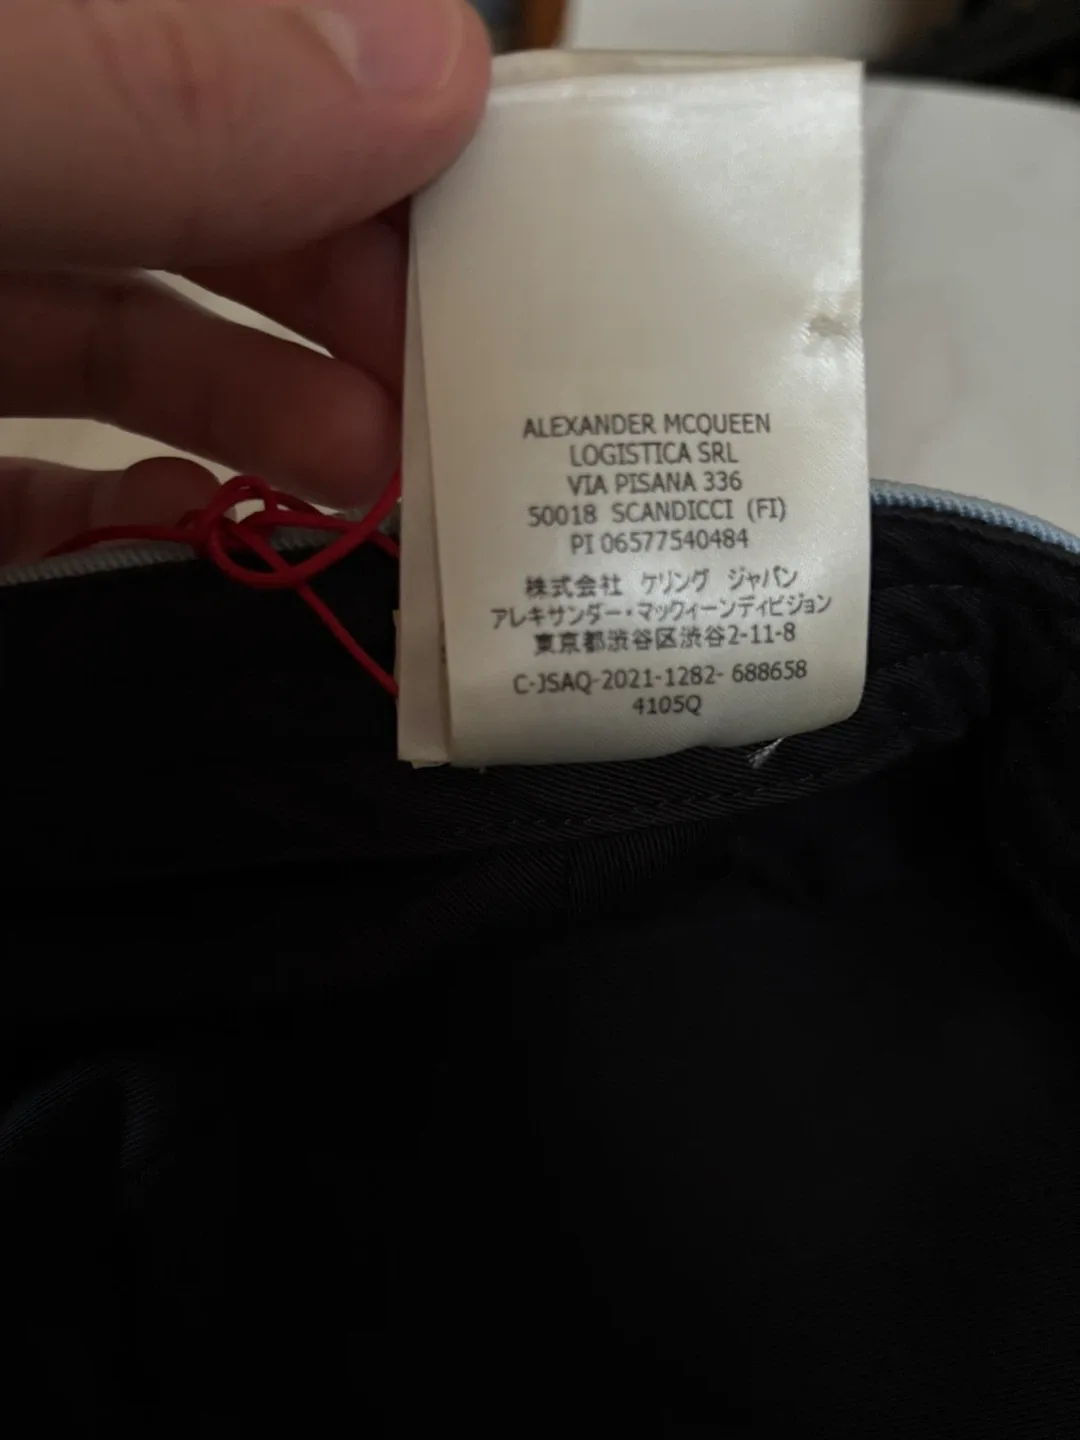 ALEXANDER MCQUEEN
LOGISTICA SRL
VIA PISANA 336
50018 SCANDICCI (FI)
PI 06577540484
株式会社 ケリング ジャパン
アレキサンダー・マックィーンディビジョン
東京都渋谷区渋谷2-11-8
C-JSAQ-2021-1282- 688658
4105Q